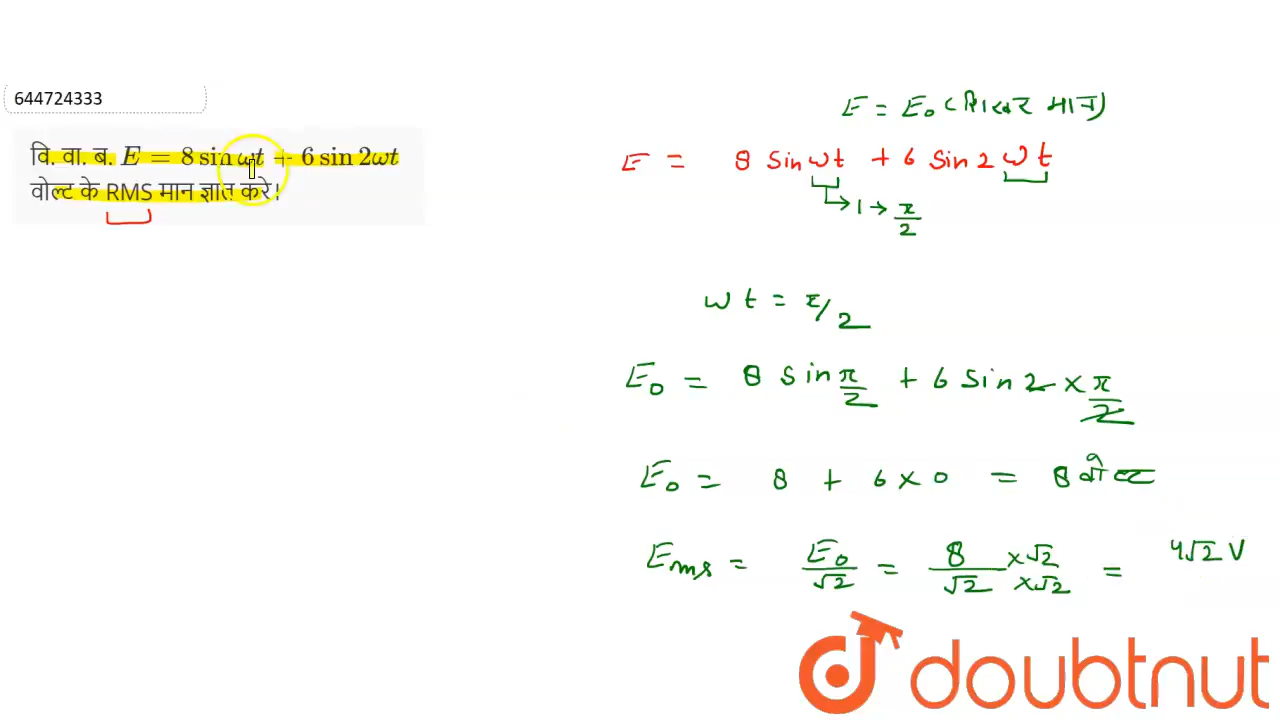 644724333
वि. वा. ब. E = 8 sin ωt + 6 sin 2ωt
वोल्ट के RMS मान ज्ञात करे।
E = E₀ (शिखर मान)
E = 8 sin ωt + 6 sin 2 ωt
1 → π/2
ωt = π/2
E₀ = 8 sin π/2 + 6 sin 2 × π/2
E₀ = 8 + 6 × 0 = 8 वोल्ट
Erms = E₀/√2 = 8/√2 ×√2/×√2 = 4√2 V
doubtnut